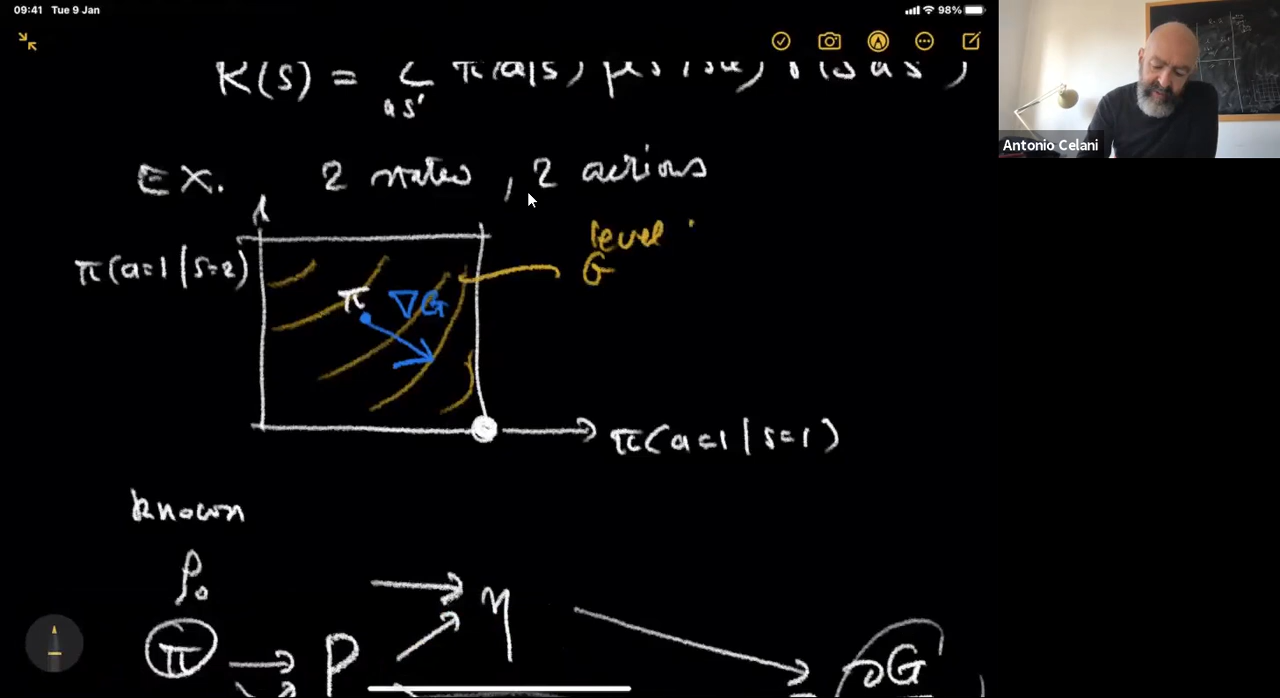 09:41 Tue 9 Jan
98%
Antonio Celani
R(S) =
a s'
EX. 2 states, 2 actions
π(a=1|s=2)
level
G
π ∇G
π(a=1|s=1)
known
ρ₀
η
π P ∂G